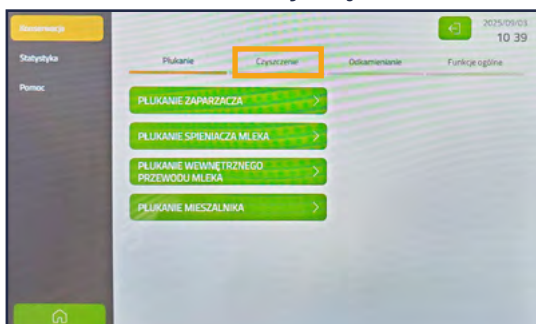 Konserwacja
2025/09/03
10 39
Statystyka
Płukanie
Czyszczenie
Odkamienianie
Funkcje ogólne
Pomoc
PŁUKANIE ZAPARZACZA
PŁUKANIE SPIENIACZA MLEKA
PŁUKANIE WEWNĘTRZNEGO
PRZEWODU MLEKA
PŁUKANIE MIESZALNIKA